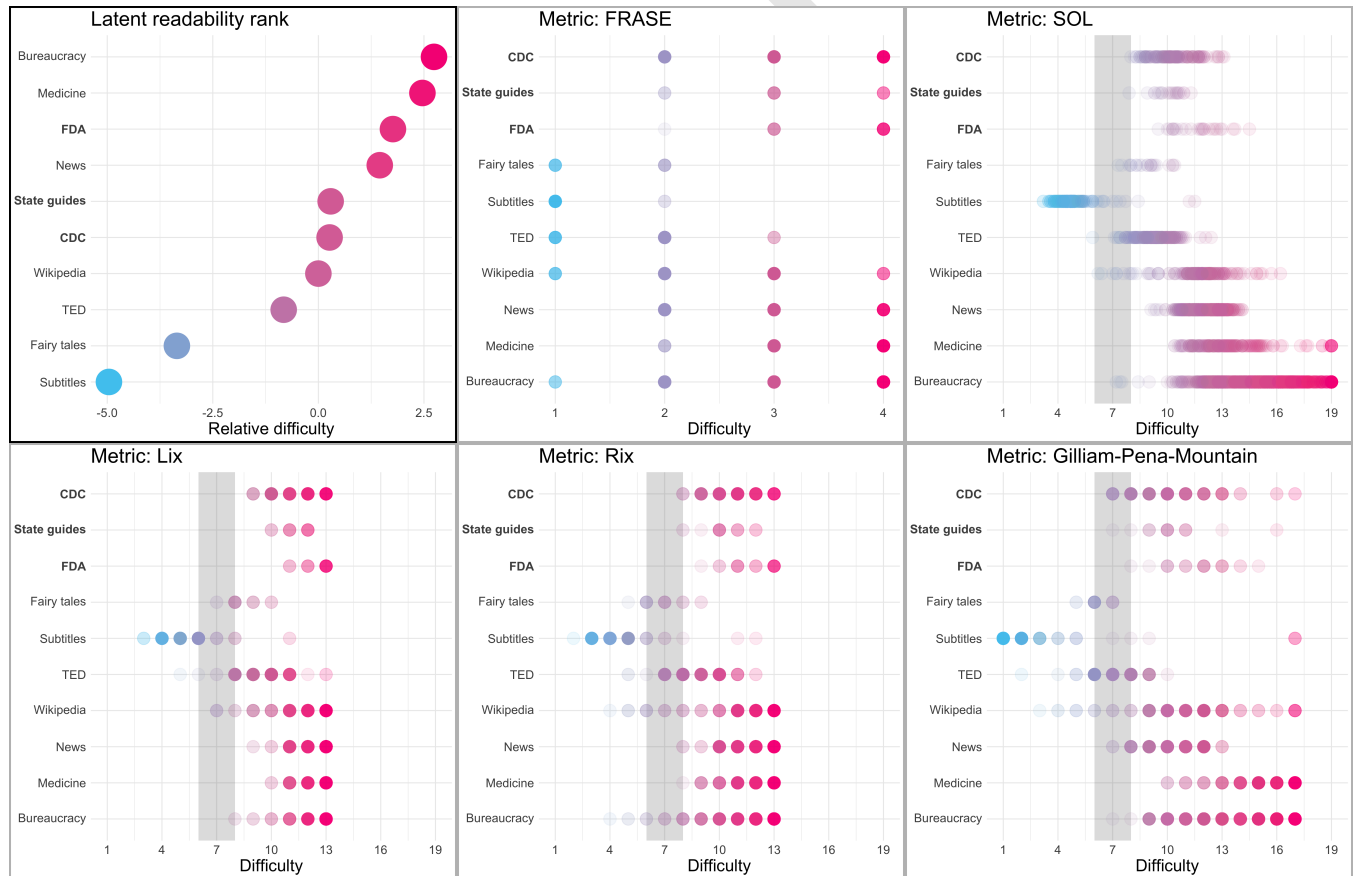 Latent readability rank
Bureaucracy
Medicine
FDA
News
State guides
CDC
Wikipedia
TED
Fairy tales
Subtitles
-5.0 -2.5 0.0 2.5
Relative difficulty
Metric: FRASE
CDC
State guides
FDA
Fairy tales
Subtitles
TED
Wikipedia
News
Medicine
Bureaucracy
1 2 3 4
Difficulty
Metric: SOL
CDC
State guides
FDA
Fairy tales
Subtitles
TED
Wikipedia
News
Medicine
Bureaucracy
1 4 7 10 13 16 19
Difficulty
Metric: Lix
CDC
State guides
FDA
Fairy tales
Subtitles
TED
Wikipedia
News
Medicine
Bureaucracy
1 4 7 10 13 16 19
Difficulty
Metric: Rix
CDC
State guides
FDA
Fairy tales
Subtitles
TED
Wikipedia
News
Medicine
Bureaucracy
1 4 7 10 13 16 19
Difficulty
Metric: Gilliam-Pena-Mountain
CDC
State guides
FDA
Fairy tales
Subtitles
TED
Wikipedia
News
Medicine
Bureaucracy
1 4 7 10 13 16 19
Difficulty